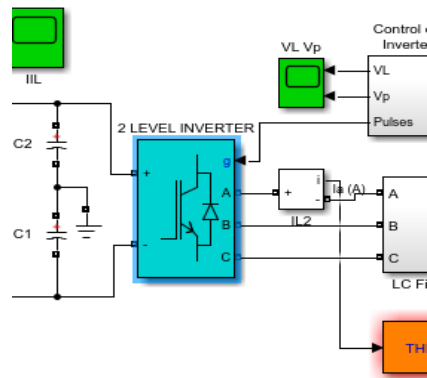 Control o
Inverte
VL Vp
VL
Vp
Pulses
IIL
2 LEVEL INVERTER
C2
g
+
A
+
i
-
Ia (A)
A
B
B
C1
-
IL2
C
C
LC Fi
TH